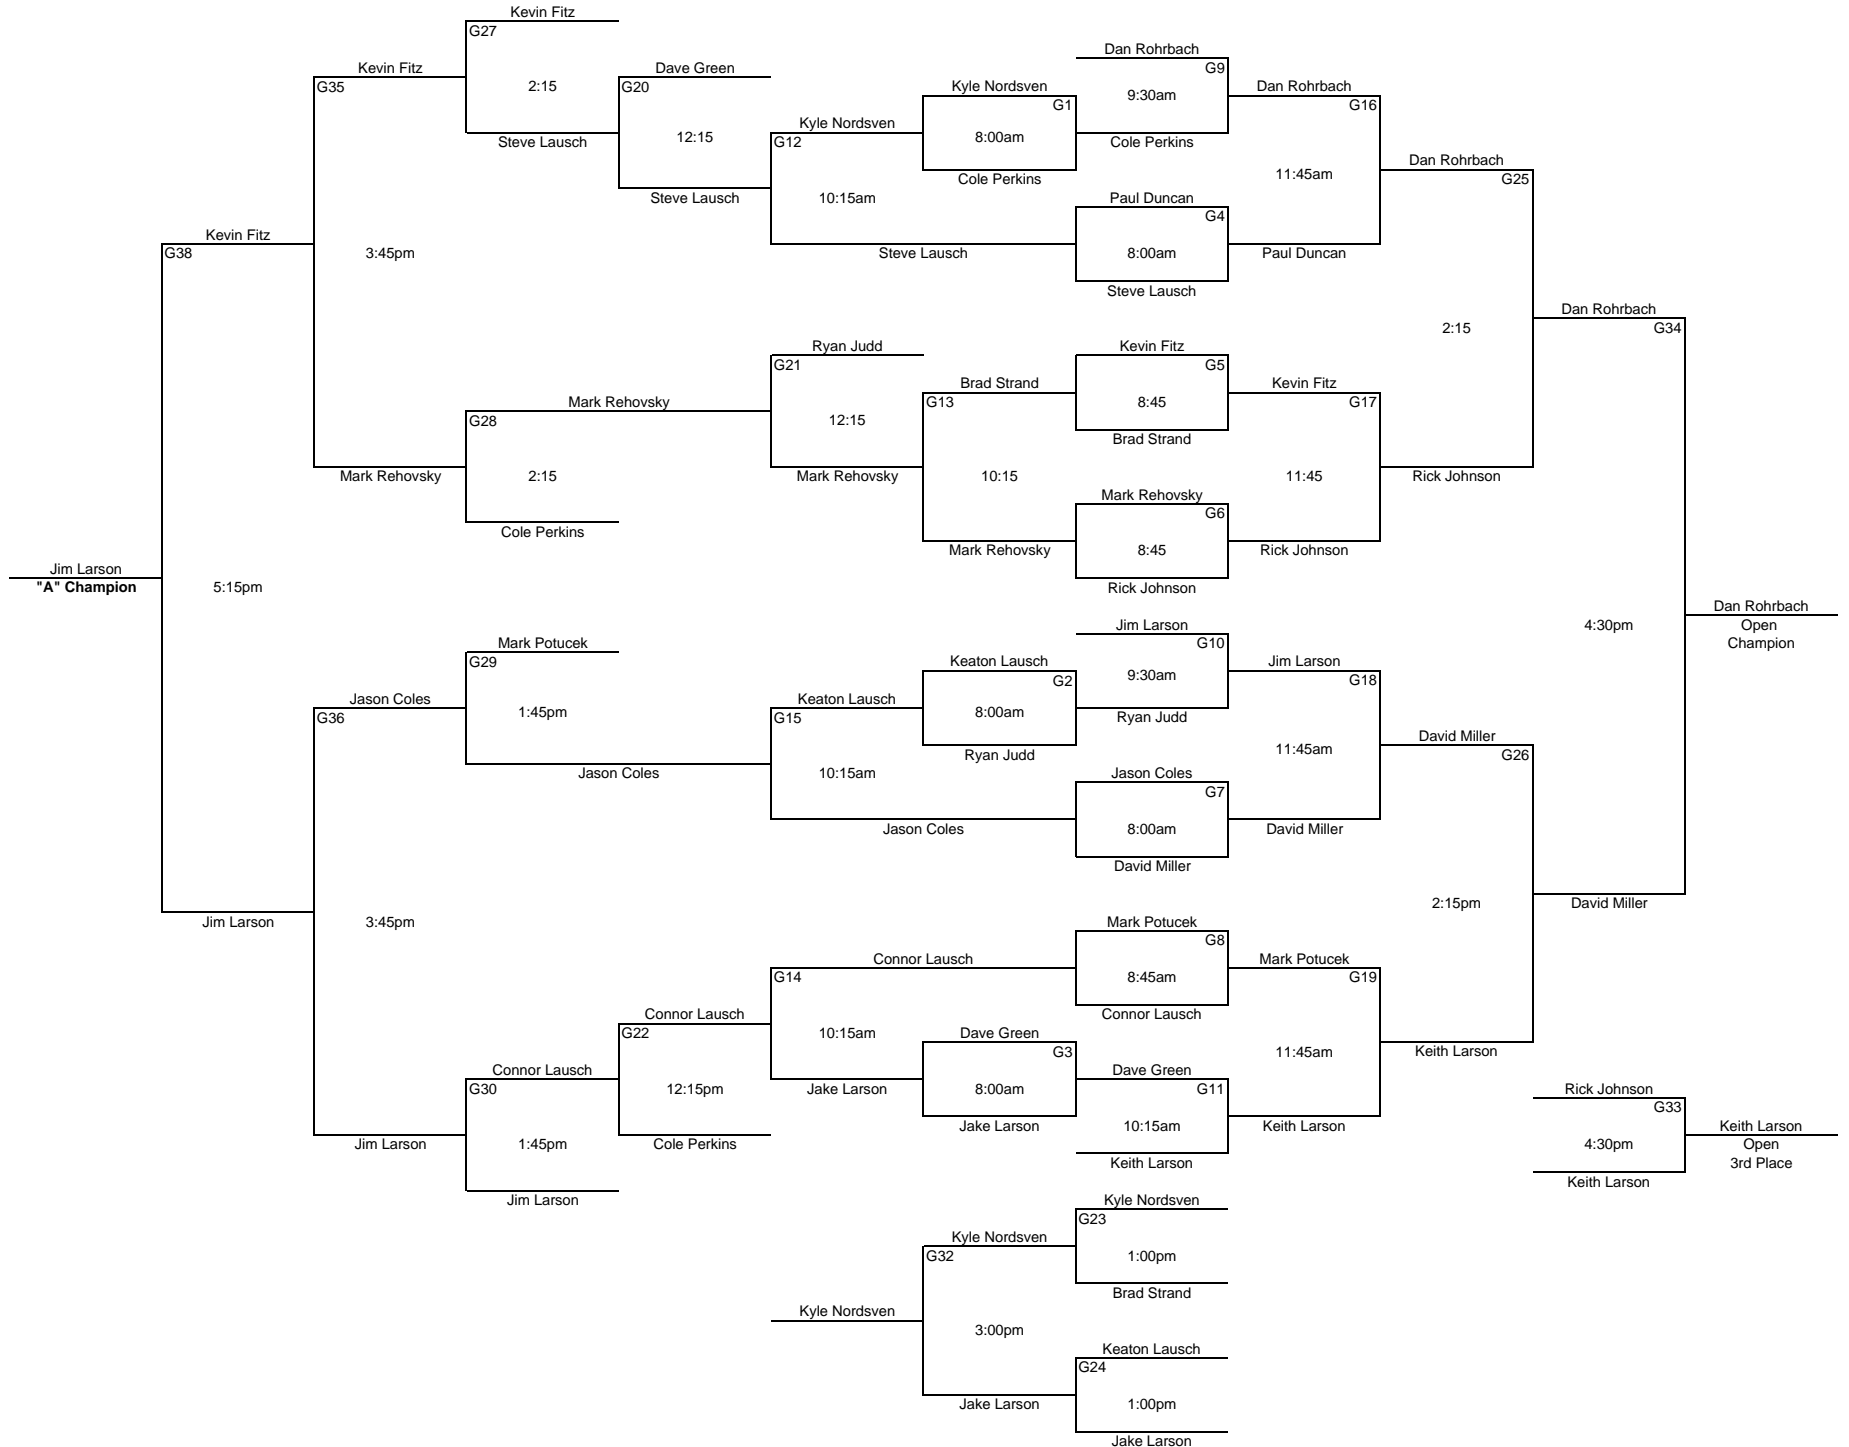 Kevin Fitz
G27
Dan Rohrbach
Kevin Fitz
Dave Green
G9
G35
2:15
G20
Kyle Nordsven
9:30am
Dan Rohrbach
G1
G16
Kyle Nordsven
Steve Lausch
12:15
G12
8:00am
Cole Perkins
Dan Rohrbach
Cole Perkins
11:45am
G25
Steve Lausch
10:15am
Paul Duncan
G4
Kevin Fitz
G38
3:45pm
Steve Lausch
8:00am
Paul Duncan
Steve Lausch
Dan Rohrbach
2:15
G34
Ryan Judd
Kevin Fitz
G21
G5
Brad Strand
Kevin Fitz
Mark Rehovsky
G13
8:45
G17
G28
12:15
Brad Strand
Mark Rehovsky
2:15
Mark Rehovsky
10:15
11:45
Rick Johnson
Mark Rehovsky
G6
Cole Perkins
Mark Rehovsky
8:45
Rick Johnson
Jim Larson
"A" Champion
5:15pm
Rick Johnson
Dan Rohrbach
Jim Larson
4:30pm
Open
Mark Potucek
G10
Champion
G29
Keaton Lausch
Jim Larson
G2
9:30am
G18
Jason Coles
Keaton Lausch
G36
1:45pm
G15
8:00am
Ryan Judd
David Miller
Ryan Judd
11:45am
G26
Jason Coles
10:15am
Jason Coles
G7
Jason Coles
8:00am
David Miller
David Miller
2:15pm
David Miller
Jim Larson
3:45pm
Mark Potucek
G8
Connor Lausch
Mark Potucek
G14
8:45am
G19
Connor Lausch
Connor Lausch
G22
10:15am
Dave Green
G3
11:45am
Keith Larson
Connor Lausch
Dave Green
G30
12:15pm
Jake Larson
8:00am
G11
Rick Johnson
G33
Jake Larson
10:15am
Keith Larson
Keith Larson
Jim Larson
1:45pm
Cole Perkins
4:30pm
Open
Keith Larson
3rd Place
Keith Larson
Jim Larson
Kyle Nordsven
G23
Kyle Nordsven
G32
1:00pm
Brad Strand
Kyle Nordsven
3:00pm
Keaton Lausch
G24
Jake Larson
1:00pm
Jake Larson